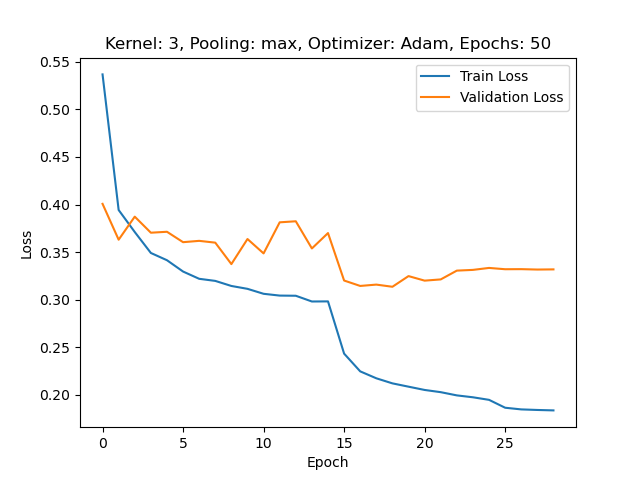 Kernel: 3, Pooling: max, Optimizer: Adam, Epochs: 50
Train Loss
Validation Loss
Loss
0.55
0.50
0.45
0.40
0.35
0.30
0.25
0.20
0 5 10 15 20 25
Epoch